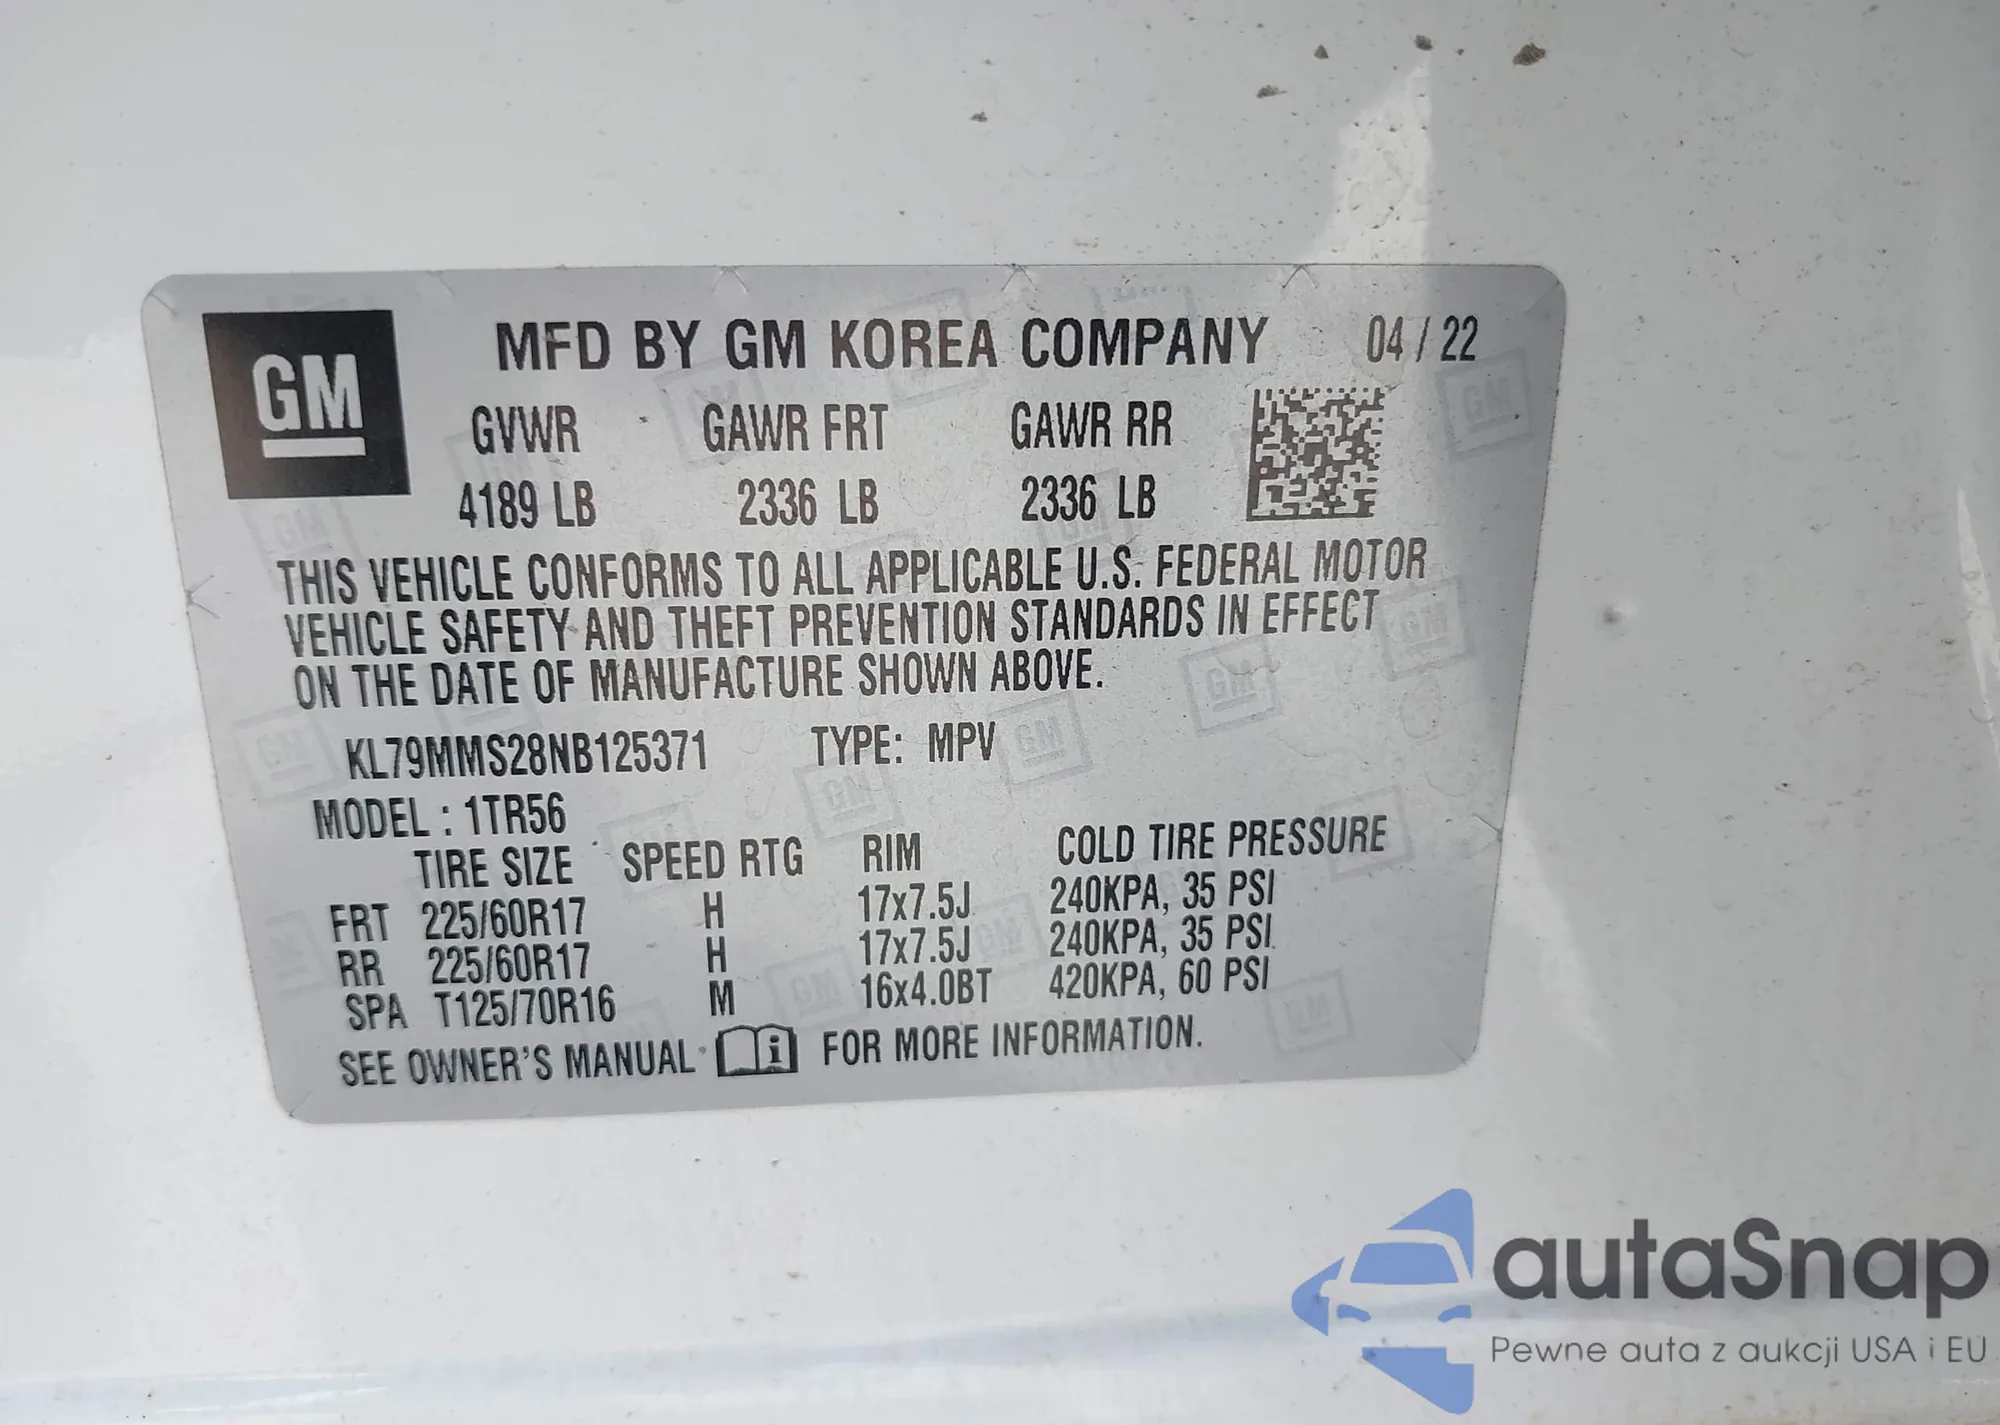 GM
MFD BY GM KOREA COMPANY 04 / 22
GVWR GAWR FRT GAWR RR
4189 LB 2336 LB 2336 LB
THIS VEHICLE CONFORMS TO ALL APPLICABLE U.S. FEDERAL MOTOR
VEHICLE SAFETY AND THEFT PREVENTION STANDARDS IN EFFECT
ON THE DATE OF MANUFACTURE SHOWN ABOVE.
KL79MMS28NB125371 TYPE: MPV
MODEL : 1TR56
TIRE SIZE SPEED RTG RIM COLD TIRE PRESSURE
FRT 225/60R17 H 17x7.5J 240KPA, 35 PSI
RR 225/60R17 H 17x7.5J 240KPA, 35 PSI
SPA T125/70R16 M 16x4.0BT 420KPA, 60 PSI
SEE OWNER'S MANUAL FOR MORE INFORMATION.
autaSnap
Pewne auta z aukcji USA i EU